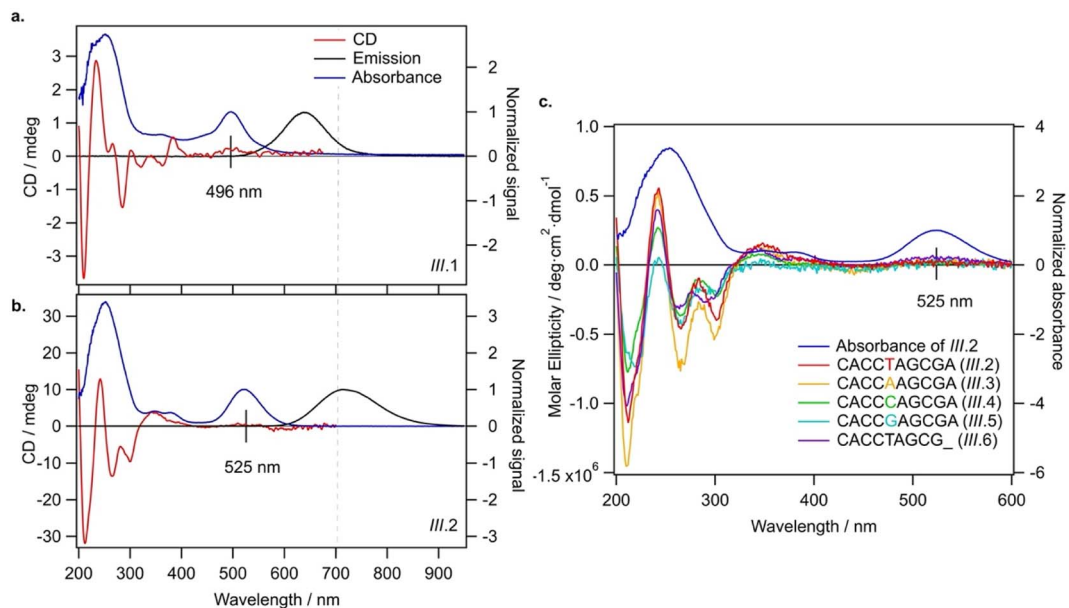 a.
CD
Emission
Absorbance
3
2
1
0
-1
-2
-3
CD / mdeg
2
1
0
-1
-2
Normalized signal
496 nm
III.1
b.
30
20
10
0
-10
-20
-30
CD / mdeg
3
2
1
0
1
2
-3
Normalized signal
525 nm
III.2
200 300 400 500 600 700 800 900
Wavelength / nm
c.
1.0
0.5
0.0
-0.5
-1.0
-1.5 x10⁶
Molar Ellipticity / deg·cm²·dmol⁻¹
4
2
0
-2
-4
-6
Normalized absorbance
525 nm
Absorbance of III.2
CACCTAGCGA (III.2)
CACCAAGCGA (III.3)
CACCCAGCGA (III.4)
CACCGAGCGA (III.5)
CACCTAGCG_ (III.6)
200 300 400 500 600
Wavelength / nm